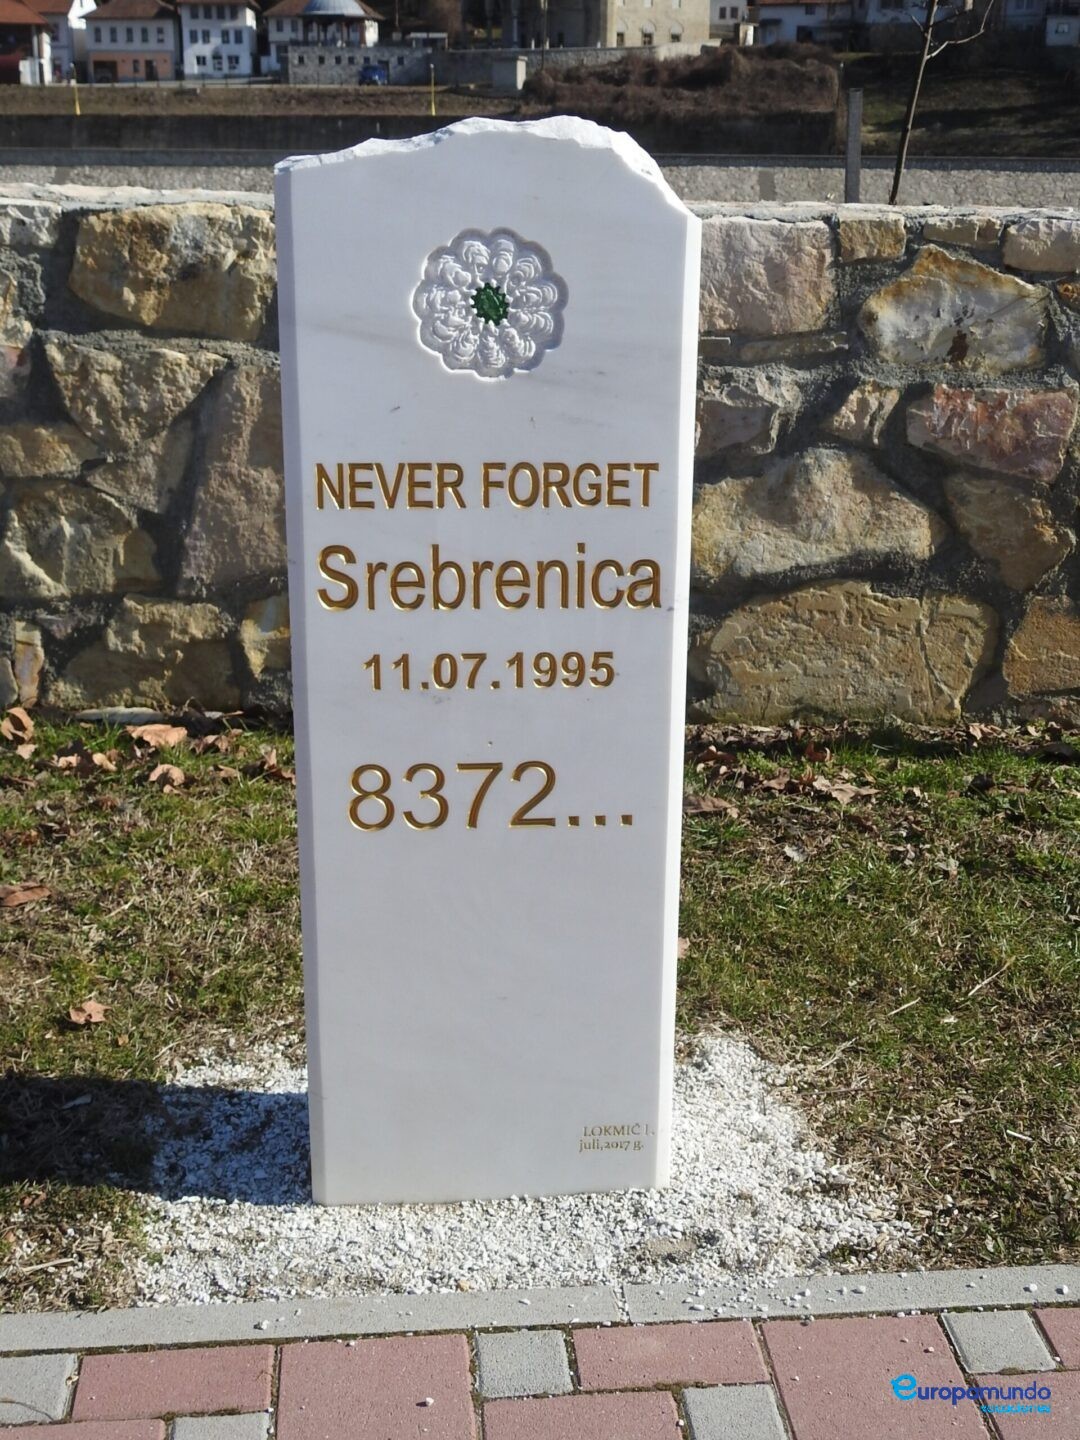 NEVER FORGET
Srebrenica
11.07.1995
8372...
LOKMIĆ I.
juli,2017 g.
europamundo